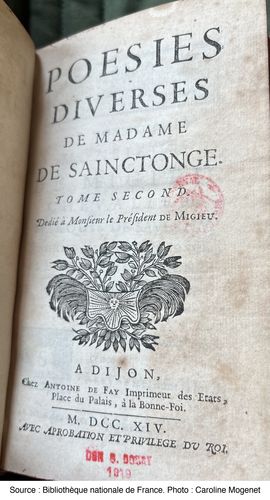 POESIES
DIVERSES
DE MADAME
DE SAINCTONGE.
TOME SECOND.
Dedié à Monsieur le Président DE MIGIEU.
A DIJON,
Chez ANTOINE DE FAY Imprimeur des Etats,
Place du Palais, à la Bonne-Foi.
M. DCC. XIV.
AVEC APROBATION ET PRIVILEGE DU ROI.
DON G. DOUAY
1919
Source : Bibliothèque nationale de France. Photo : Caroline Mogenet